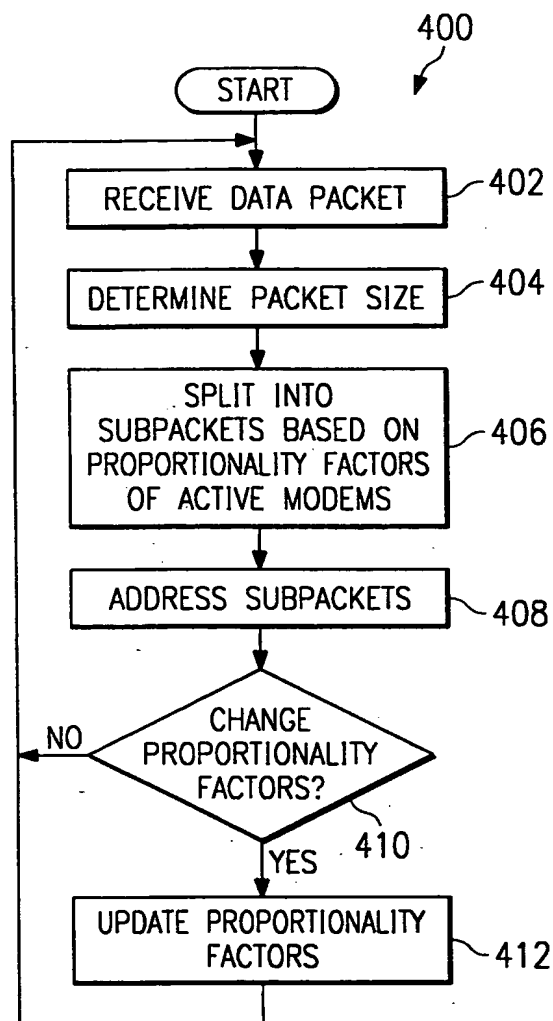 400
START
RECEIVE DATA PACKET
402
DETERMINE PACKET SIZE
404
SPLIT INTO
SUBPACKETS BASED ON
PROPORTIONALITY FACTORS
OF ACTIVE MODEMS
406
ADDRESS SUBPACKETS
408
CHANGE
PROPORTIONALITY
FACTORS?
NO
410
YES
UPDATE PROPORTIONALITY
FACTORS
412